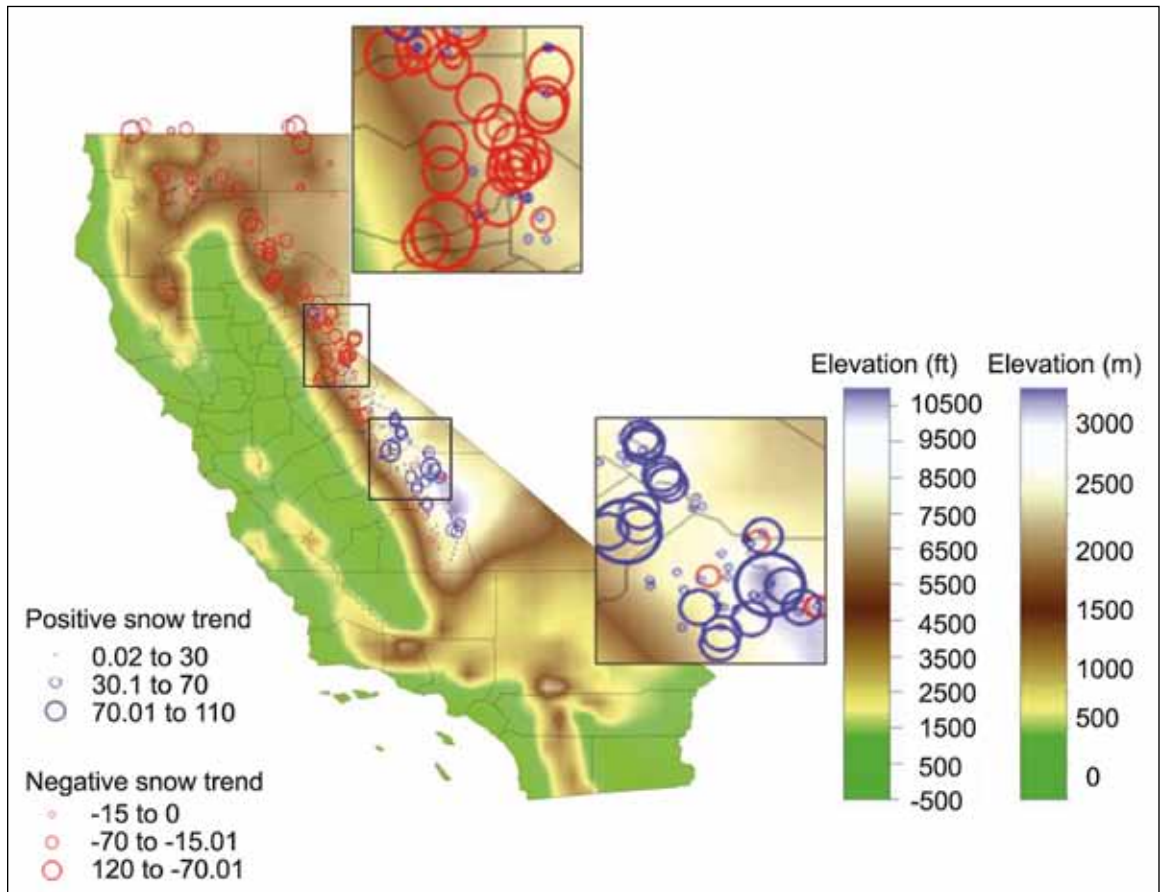 Elevation (ft)
10500
9500
8500
7500
6500
5500
4500
3500
2500
1500
500
-500
Elevation (m)
3000
2500
2000
1500
1000
500
0
Positive snow trend
0.02 to 30
30.1 to 70
70.01 to 110
Negative snow trend
-15 to 0
-70 to -15.01
120 to -70.01